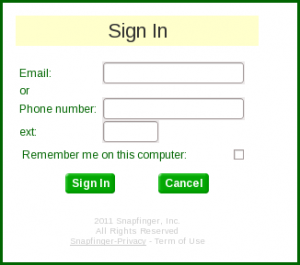 Sign In
Email:
or
Phone number:
ext:
Remember me on this computer:
Sign In Cancel
2011 Snapfinger, Inc.
All Rights Reserved
Snapfinger-Privacy - Term of Use